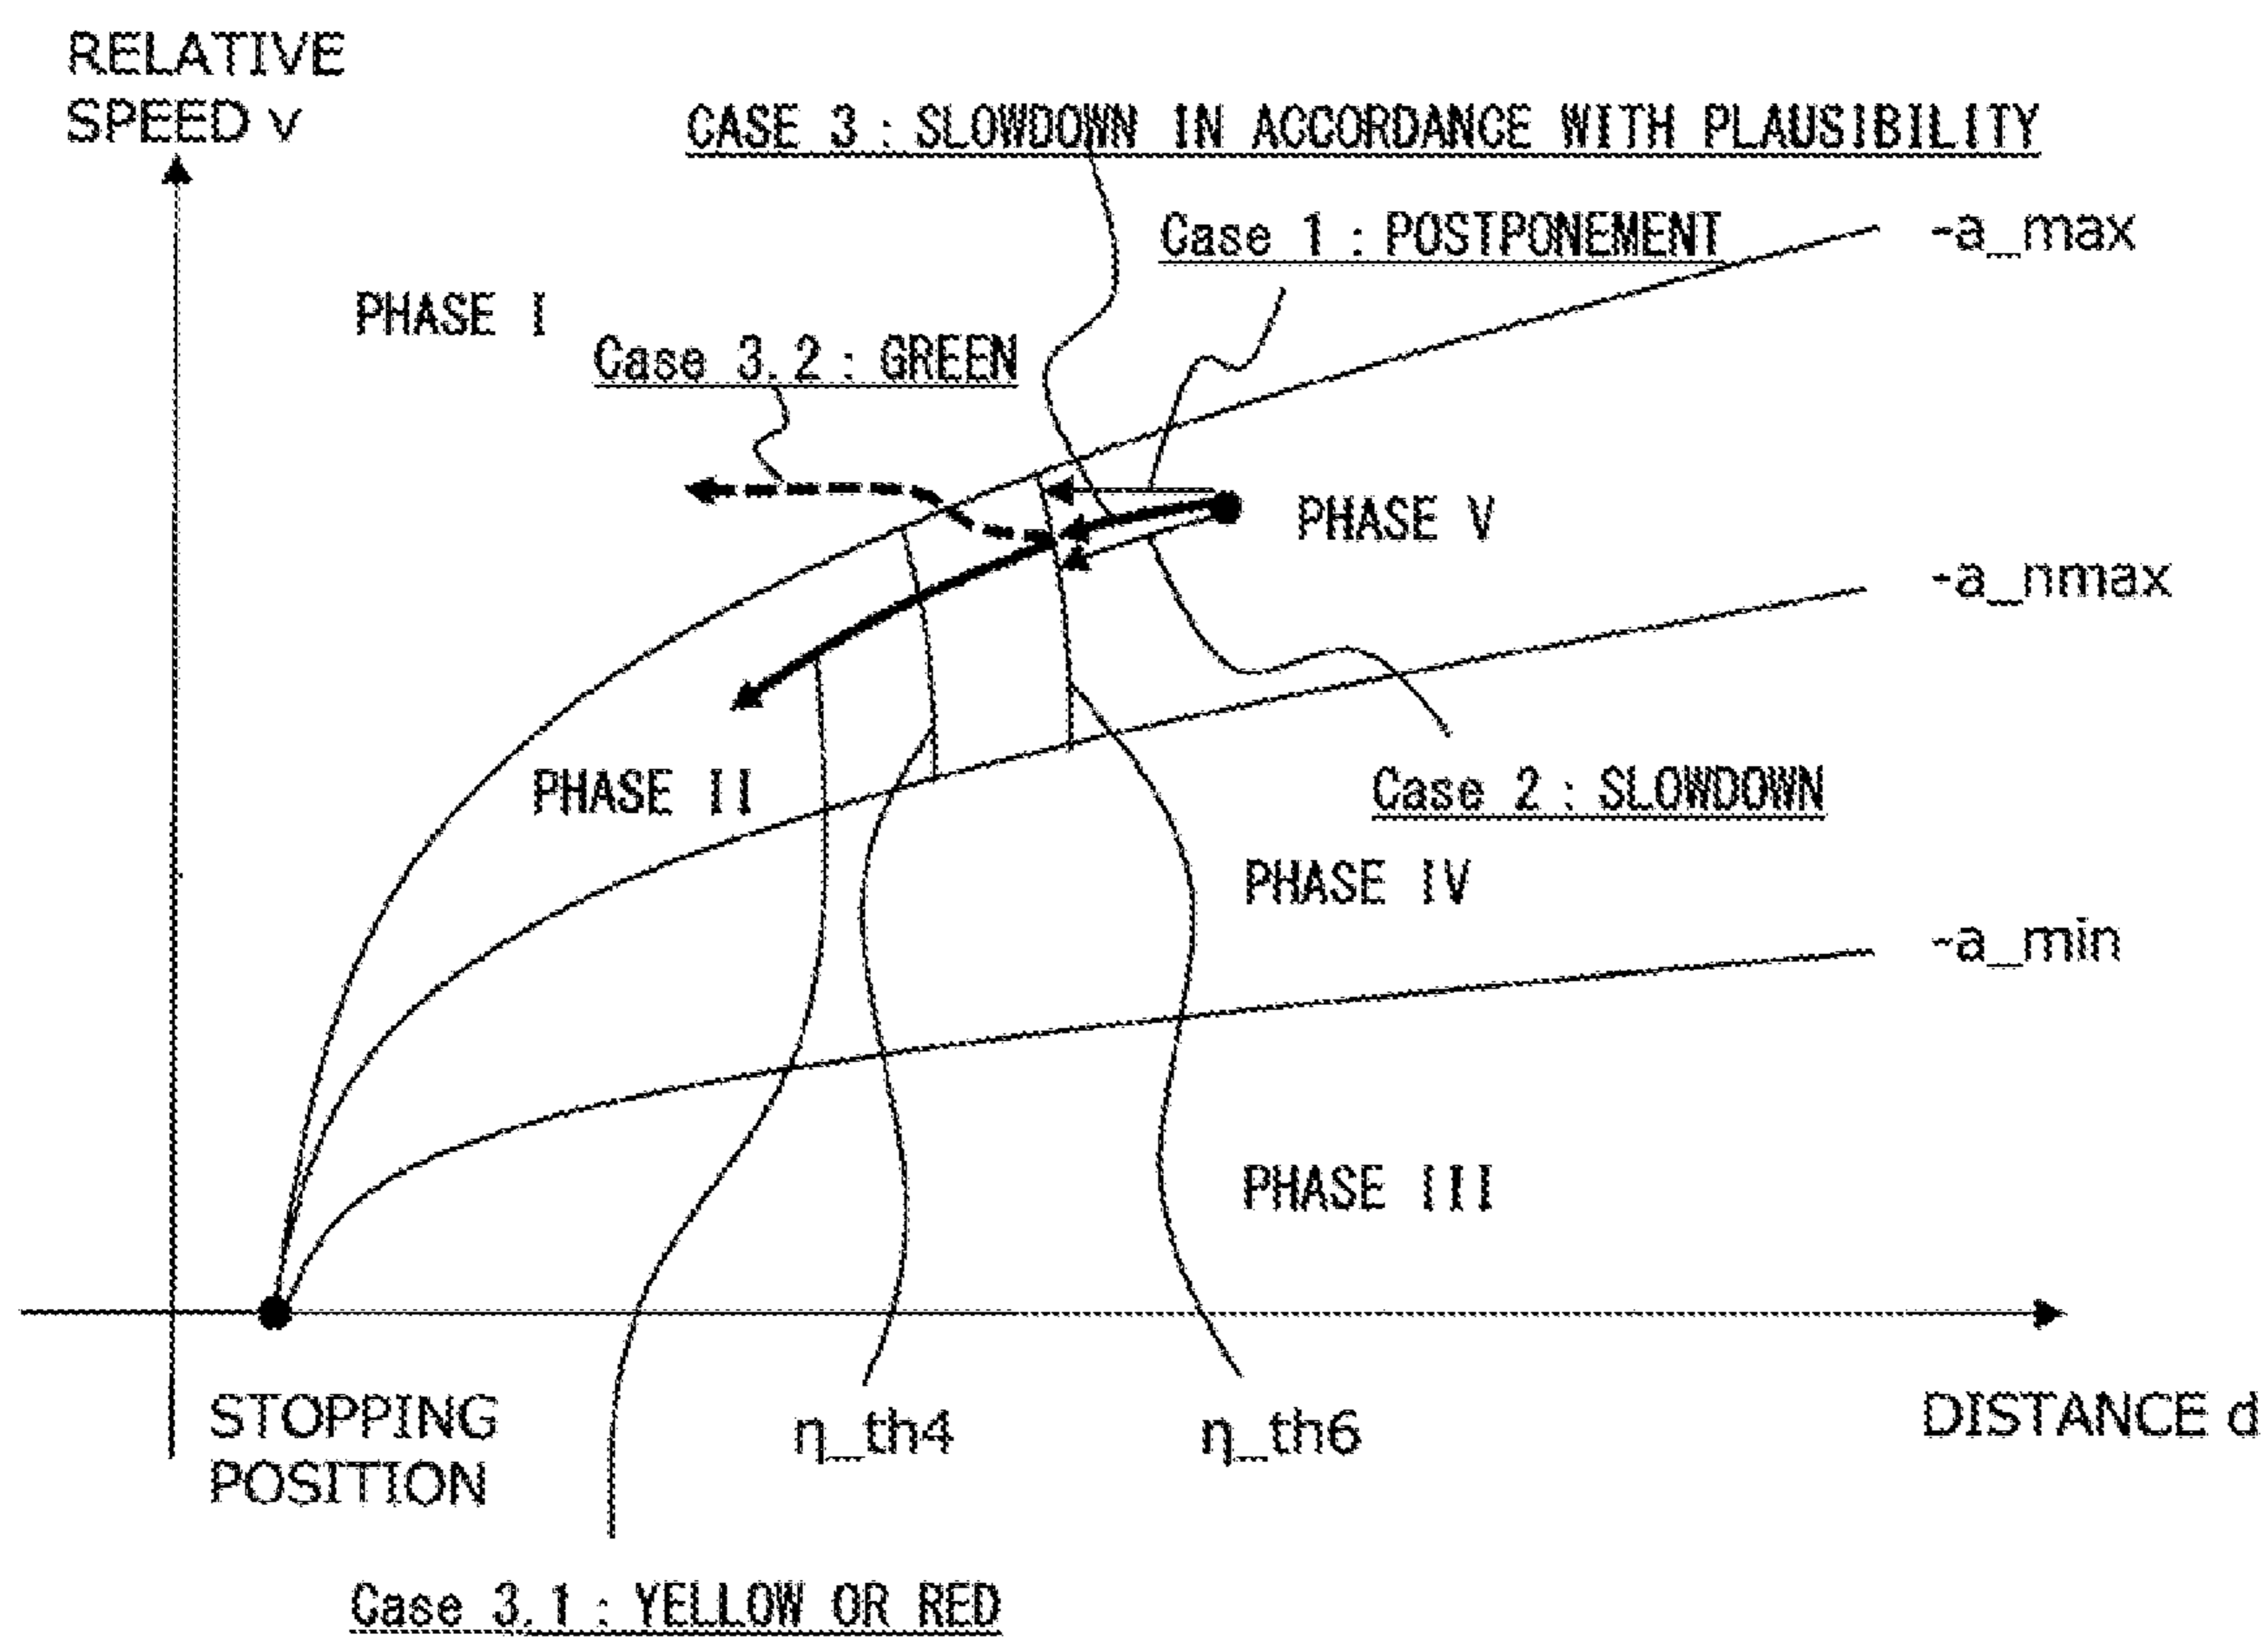 RELATIVE
SPEED v
CASE 3 : SLOWDOWN IN ACCORDANCE WITH PLAUSIBILITY
Case 1 : POSTPONEMENT
-a_max
PHASE I
Case 3.2 : GREEN
PHASE V
-a_nmax
PHASE II
Case 2 : SLOWDOWN
PHASE IV
-a_min
PHASE III
STOPPING
POSITION
η_th4
η_th6
DISTANCE d
Case 3.1 : YELLOW OR RED